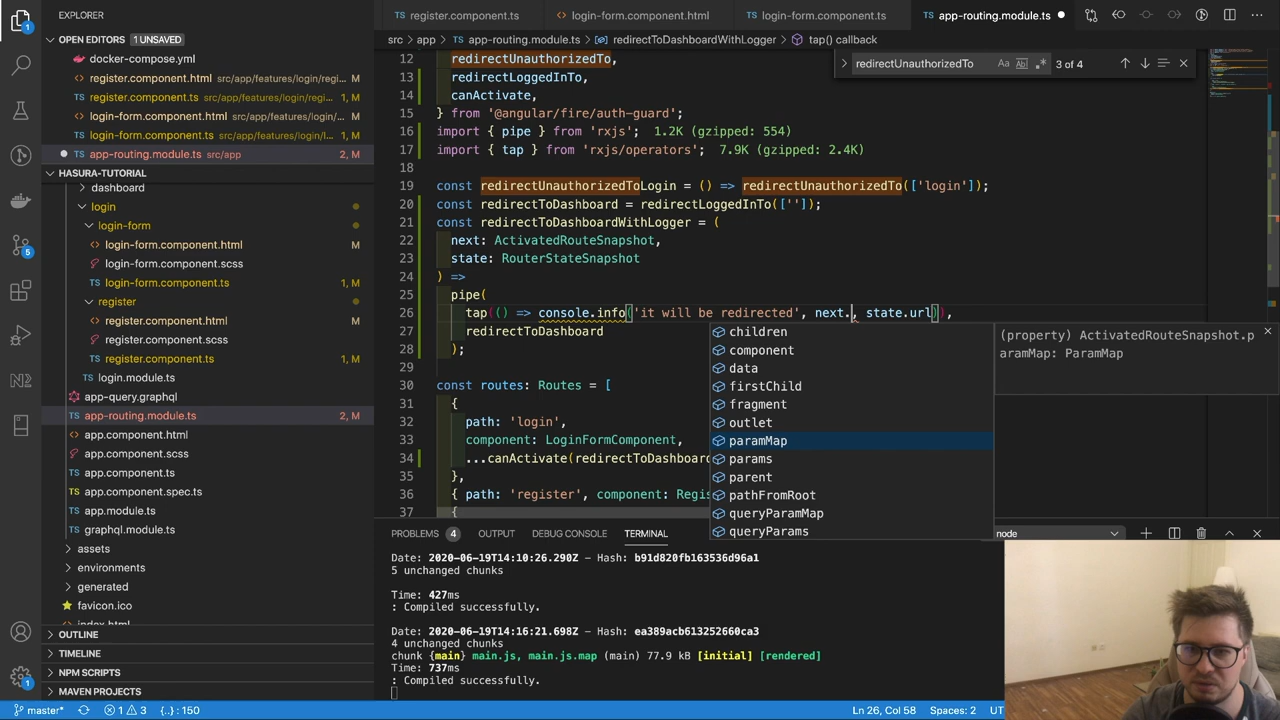 EXPLORER
OPEN EDITORS 1 UNSAVED
docker-compose.yml
register.component.html src/app/features/login/regi... M
register.component.ts src/app/features/login/reg... 1, M
login-form.component.html src/app/features/login/l... M
login-form.component.ts src/app/features/login/l... 1, M
app-routing.module.ts src/app 2, M
HASURA-TUTORIAL
dashboard
login
login-form
login-form.component.html M
login-form.component.scss
login-form.component.ts 1, M
register
register.component.html M
register.component.scss
register.component.ts 1, M
login.module.ts
app-query.graphql
app-routing.module.ts 2, M
app.component.html
app.component.scss
app.component.ts
app.component.spec.ts
app.module.ts
graphql.module.ts
assets
environments
generated
favicon.ico
index.html
OUTLINE
TIMELINE
NPM SCRIPTS
MAVEN PROJECTS
register.component.ts login-form.component.html login-form.component.ts app-routing.module.ts
src > app > app-routing.module.ts > redirectToDashboardWithLogger > tap() callback
redirectUnauthorizedTo Aa Ab| .* 3 of 4
12 redirectUnauthorizedTo,
13 redirectLoggedInTo,
14 canActivate,
15 } from '@angular/fire/auth-guard';
16 import { pipe } from 'rxjs'; 1.2K (gzipped: 554)
17 import { tap } from 'rxjs/operators'; 7.9K (gzipped: 2.4K)
18
19 const redirectUnauthorizedToLogin = () => redirectUnauthorizedTo(['login']);
20 const redirectToDashboard = redirectLoggedInTo(['']);
21 const redirectToDashboardWithLogger = (
22 next: ActivatedRouteSnapshot,
23 state: RouterStateSnapshot
24 ) =>
25 pipe(
26 tap(() => console.info('it will be redirected', next., state.url)),
27 redirectToDashboard
28 );
29
30 const routes: Routes = [
31 {
32 path: 'login',
33 component: LoginFormComponent,
34 ...canActivate(redirectToDashboard
35 },
36 { path: 'register', component: Regi
37 {
children
component
data
firstChild
fragment
outlet
paramMap
params
parent
pathFromRoot
queryParamMap
queryParams
(property) ActivatedRouteSnapshot.p
aramMap: ParamMap
PROBLEMS 4 OUTPUT DEBUG CONSOLE TERMINAL node
Date: 2020-06-19T14:10:26.290Z - Hash: b91d820fb163536d96a1
5 unchanged chunks
Time: 427ms
: Compiled successfully.
Date: 2020-06-19T14:16:21.698Z - Hash: ea389acb613252660ca3
4 unchanged chunks
chunk {main} main.js, main.js.map (main) 77.9 kB [initial] [rendered]
Time: 737ms
: Compiled successfully.
1
5
N2
1
master* 1 3 {..} : 150 Ln 26, Col 58 Spaces: 2 UT